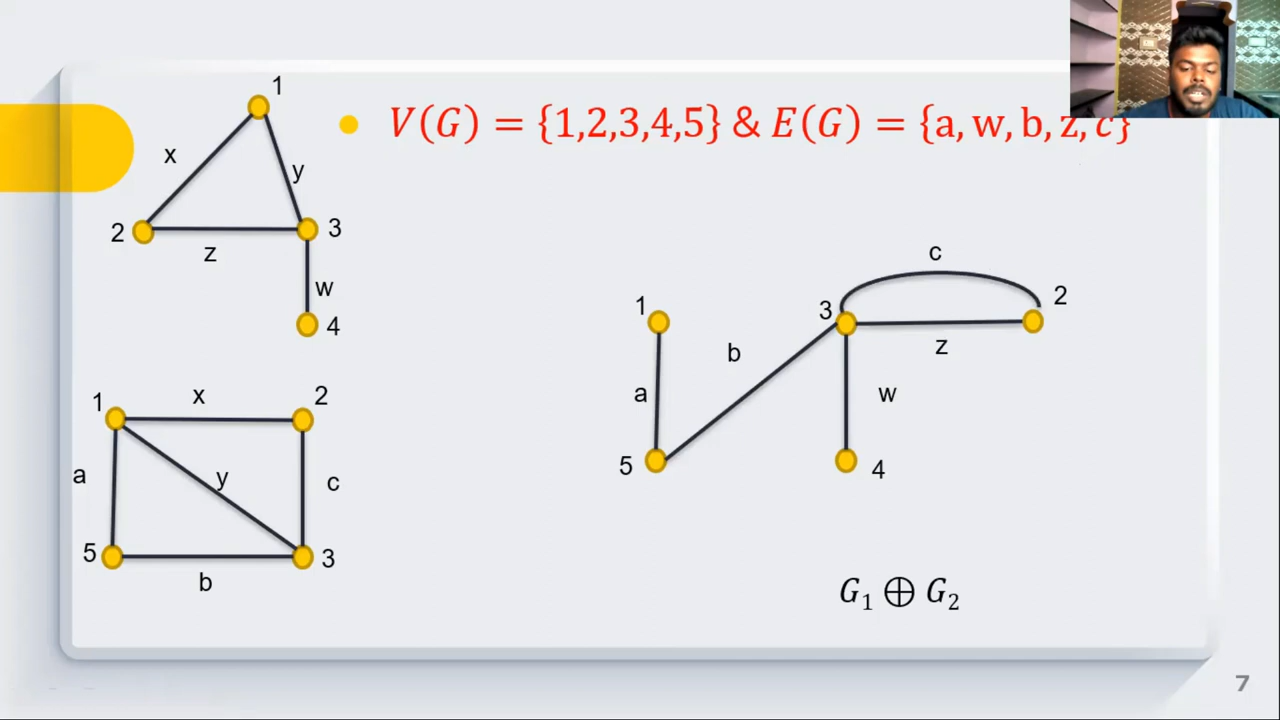 V(G) = {1,2,3,4,5} & E(G) = {a, w, b, z, c}
1
x
y
2
3
z
w
4
1
x
2
a
y
c
5
3
b
c
1
3
2
b
z
a
w
5
4
G₁ ⊕ G₂
7